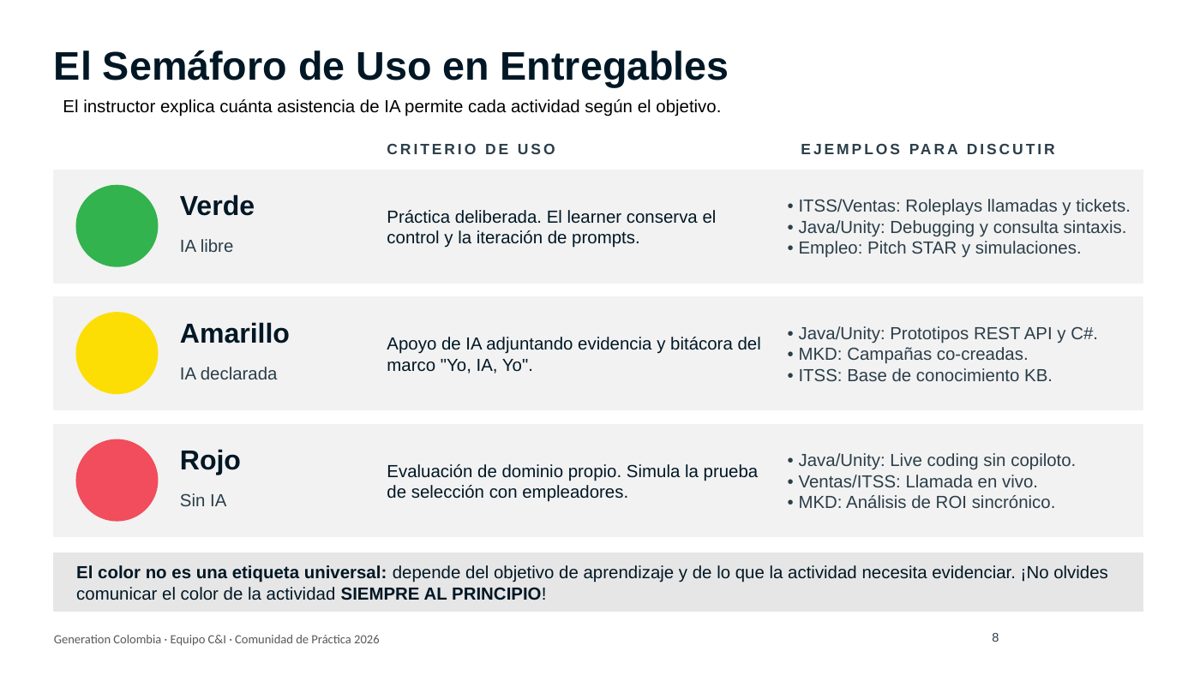 El Semáforo de Uso en Entregables
El instructor explica cuánta asistencia de IA permite cada actividad según el objetivo.
CRITERIO DE USO
EJEMPLOS PARA DISCUTIR
Verde
IA libre
Práctica deliberada. El learner conserva el
control y la iteración de prompts.
• ITSS/Ventas: Roleplays llamadas y tickets.
• Java/Unity: Debugging y consulta sintaxis.
• Empleo: Pitch STAR y simulaciones.
Amarillo
IA declarada
Apoyo de IA adjuntando evidencia y bitácora del
marco "Yo, IA, Yo".
• Java/Unity: Prototipos REST API y C#.
• MKD: Campañas co-creadas.
• ITSS: Base de conocimiento KB.
Rojo
Sin IA
Evaluación de dominio propio. Simula la prueba
de selección con empleadores.
• Java/Unity: Live coding sin copiloto.
• Ventas/ITSS: Llamada en vivo.
• MKD: Análisis de ROI sincrónico.
El color no es una etiqueta universal: depende del objetivo de aprendizaje y de lo que la actividad necesita evidenciar. ¡No olvides
comunicar el color de la actividad SIEMPRE AL PRINCIPIO!
Generation Colombia · Equipo C&I · Comunidad de Práctica 2026
8